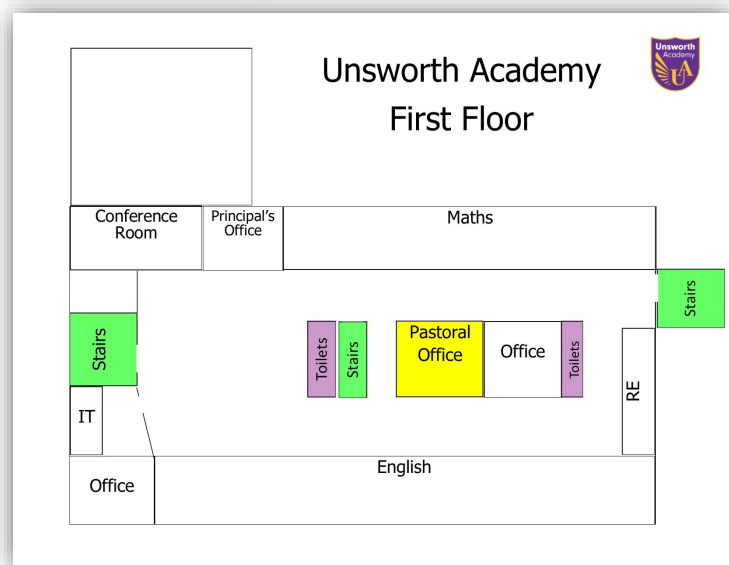 Unsworth Academy
First Floor
Unsworth
Academy
UA
Conference
Room
Principal's
Office
Maths
Stairs
Stairs
Toilets
Stairs
Pastoral
Office
Office
Toilets
RE
IT
Office
English